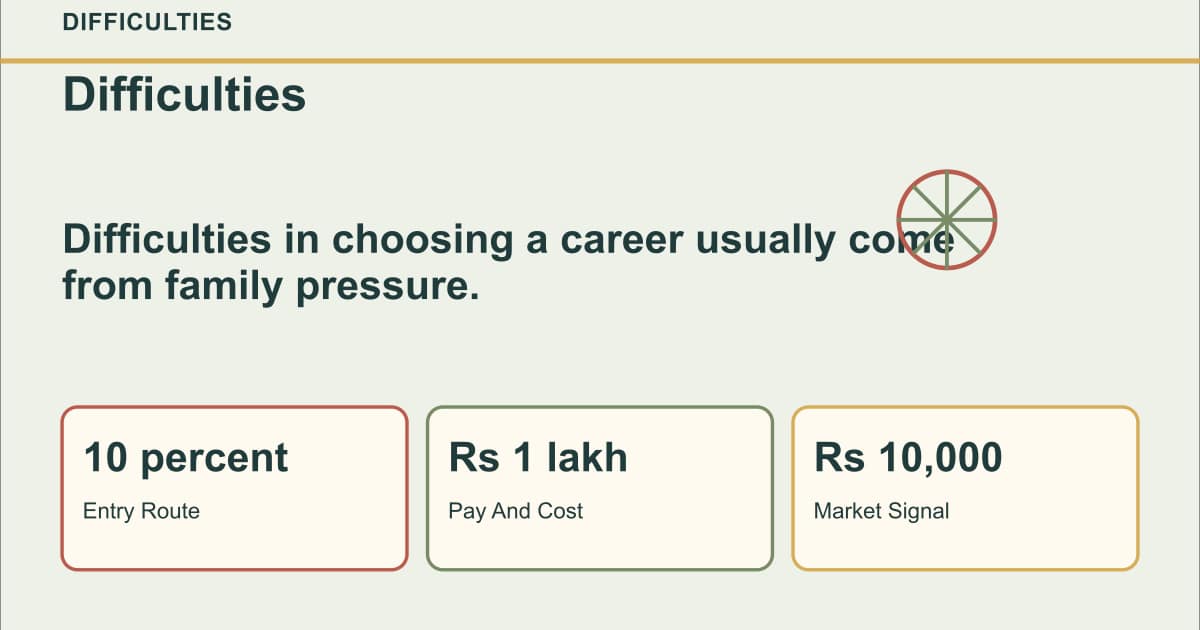 DIFFICULTIES
Difficulties
Difficulties in choosing a career usually come
from family pressure.
10 percent
Entry Route
Rs 1 lakh
Pay And Cost
Rs 10,000
Market Signal